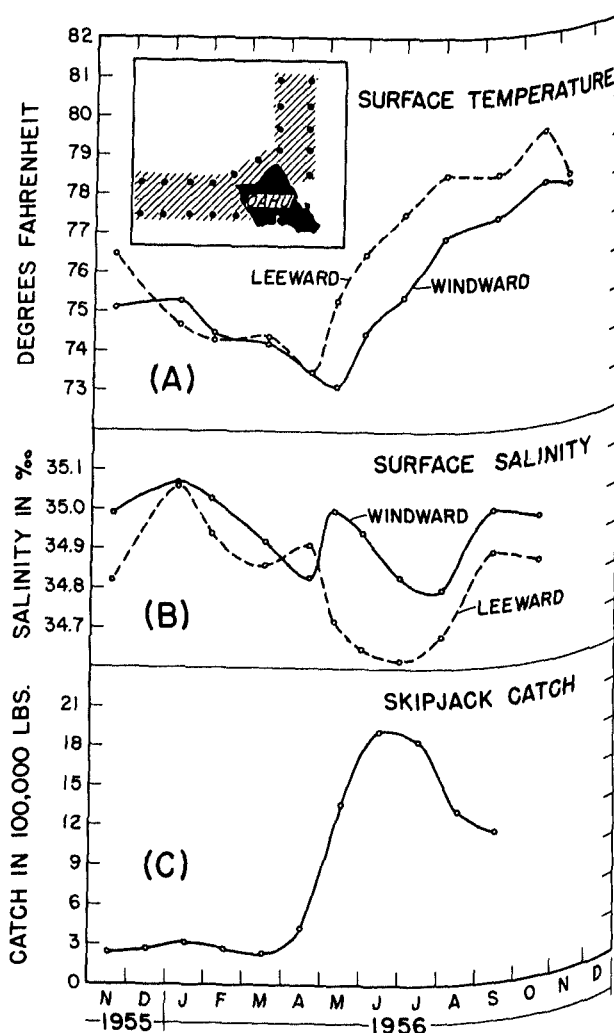 82
81
80
79
78
77
76
75
74
73
DEGREES FAHRENHEIT
SURFACE TEMPERATURE
OAHU
LEEWARD
WINDWARD
(A)
35.1
35.0
34.9
34.8
34.7
SALINITY IN ‰
SURFACE SALINITY
WINDWARD
LEEWARD
(B)
21
18
15
12
9
6
3
0
CATCH IN 100,000 LBS.
SKIPJACK CATCH
(C)
N D J F M A M J J A S O N D
1955 1956